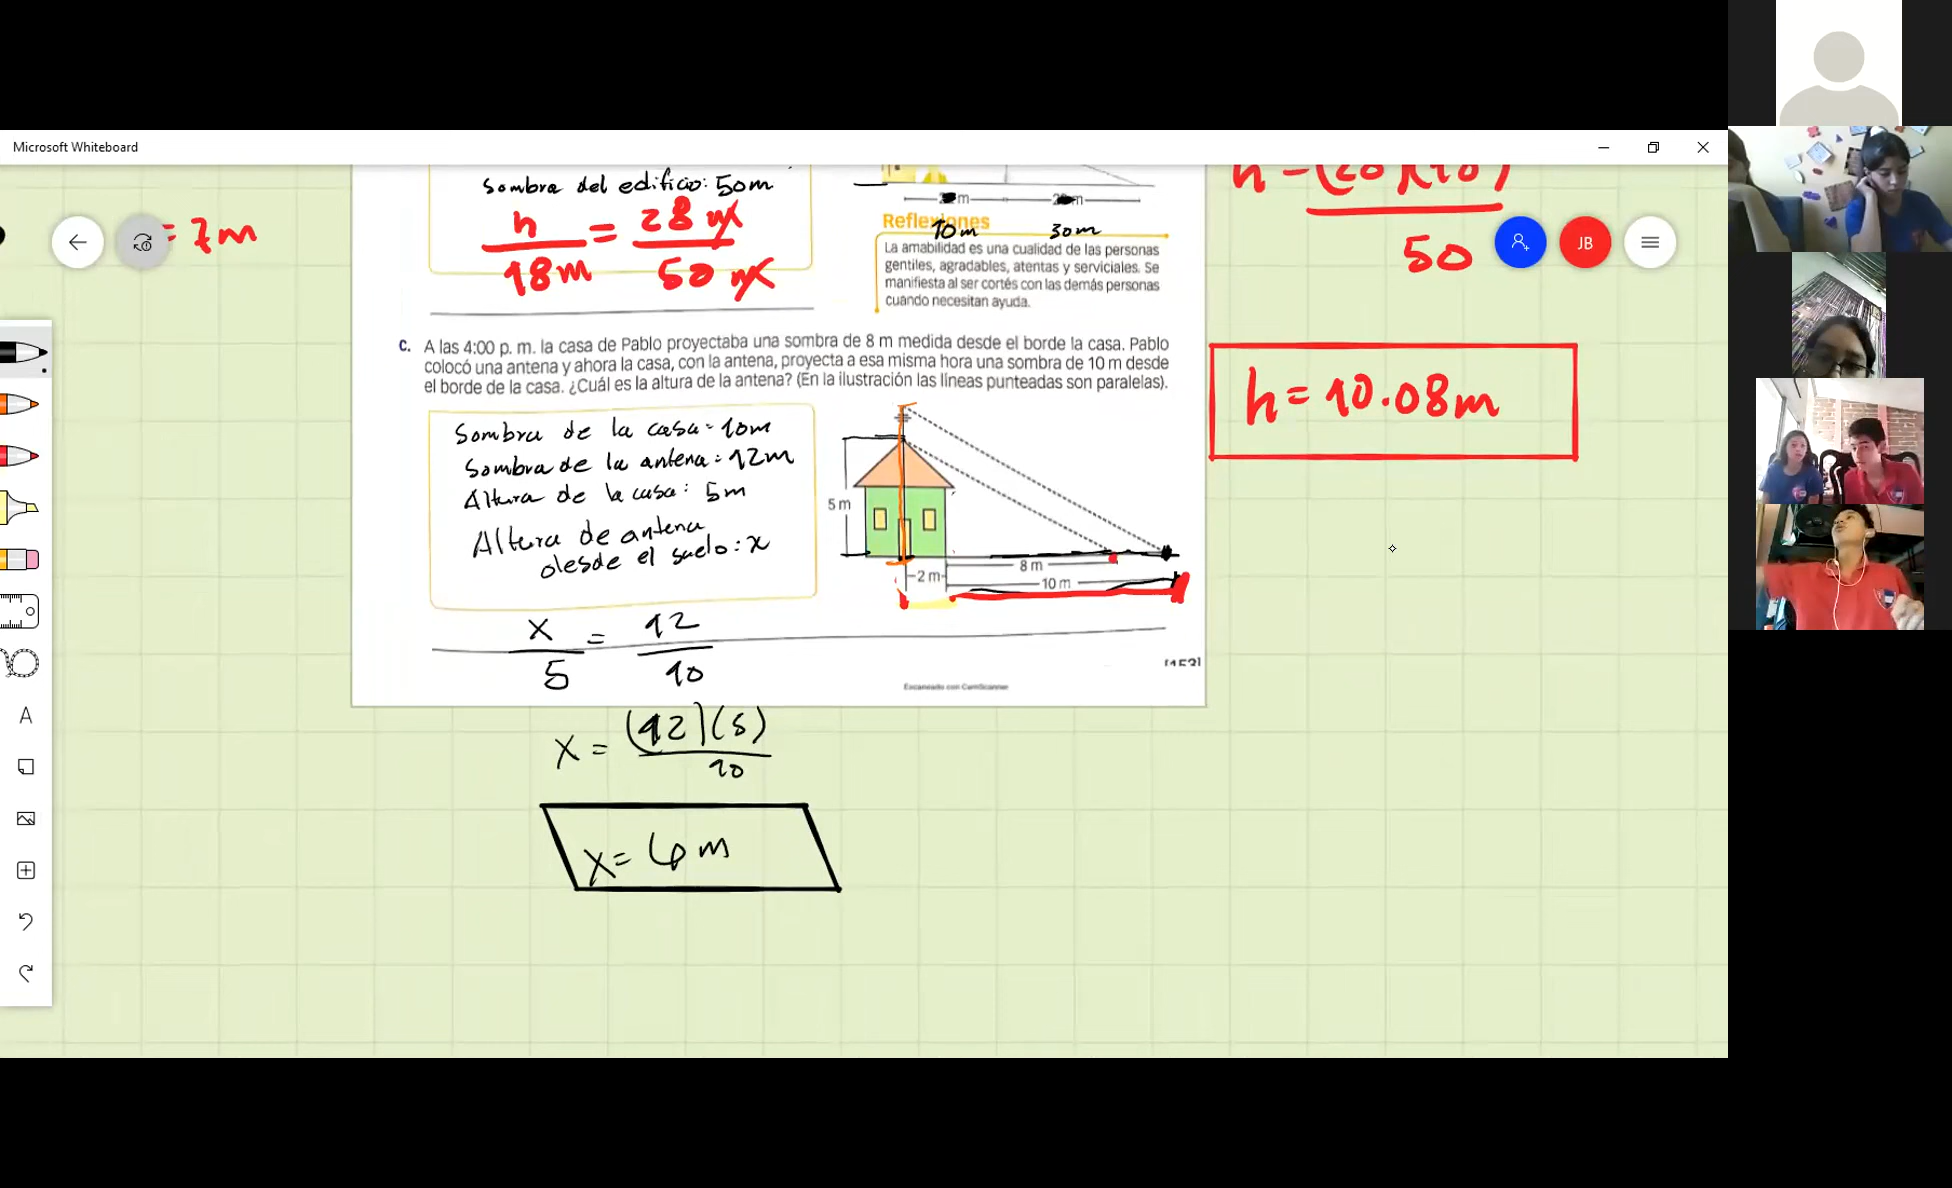 Microsoft Whiteboard
= 7m
Sombra del edificio: 50m
h/18m = 28 m/50 m
m
m
Reflexiones
10m 30m
La amabilidad es una cualidad de las personas
gentiles, agradables, atentas y serviciales. Se
manifiesta al ser cortés con las demás personas
cuando necesitan ayuda.
50
JB
h = 10.08m
c. A las 4:00 p. m. la casa de Pablo proyectaba una sombra de 8 m medida desde el borde la casa. Pablo
colocó una antena y ahora la casa, con la antena, proyecta a esa misma hora una sombra de 10 m desde
el borde de la casa. ¿Cuál es la altura de la antena? (En la ilustración las líneas punteadas son paralelas).
Sombra de la casa = 10m
Sombra de la antena = 12m
Altura de la casa: 5m
Altura de antena
desde el suelo: x
5 m
8 m
2 m
10 m
x/5 = 12/10
Escaneado con CamScanner
x = (12)(5)/10
x = 6 m
A